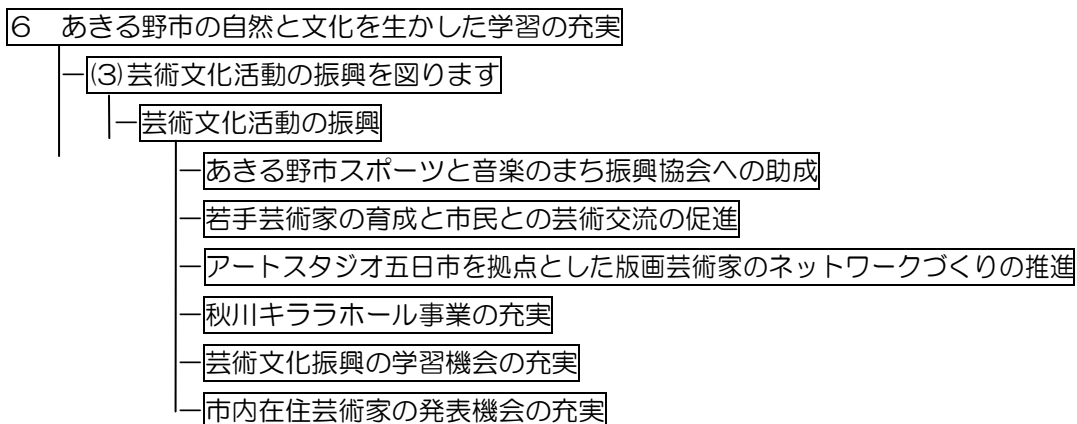 6　あきる野市の自然と文化を生かした学習の充実
⑶芸術文化活動の振興を図ります
芸術文化活動の振興
あきる野市スポーツと音楽のまち振興協会への助成
若手芸術家の育成と市民との芸術交流の促進
アートスタジオ五日市を拠点とした版画芸術家のネットワークづくりの推進
秋川キララホール事業の充実
芸術文化振興の学習機会の充実
市内在住芸術家の発表機会の充実